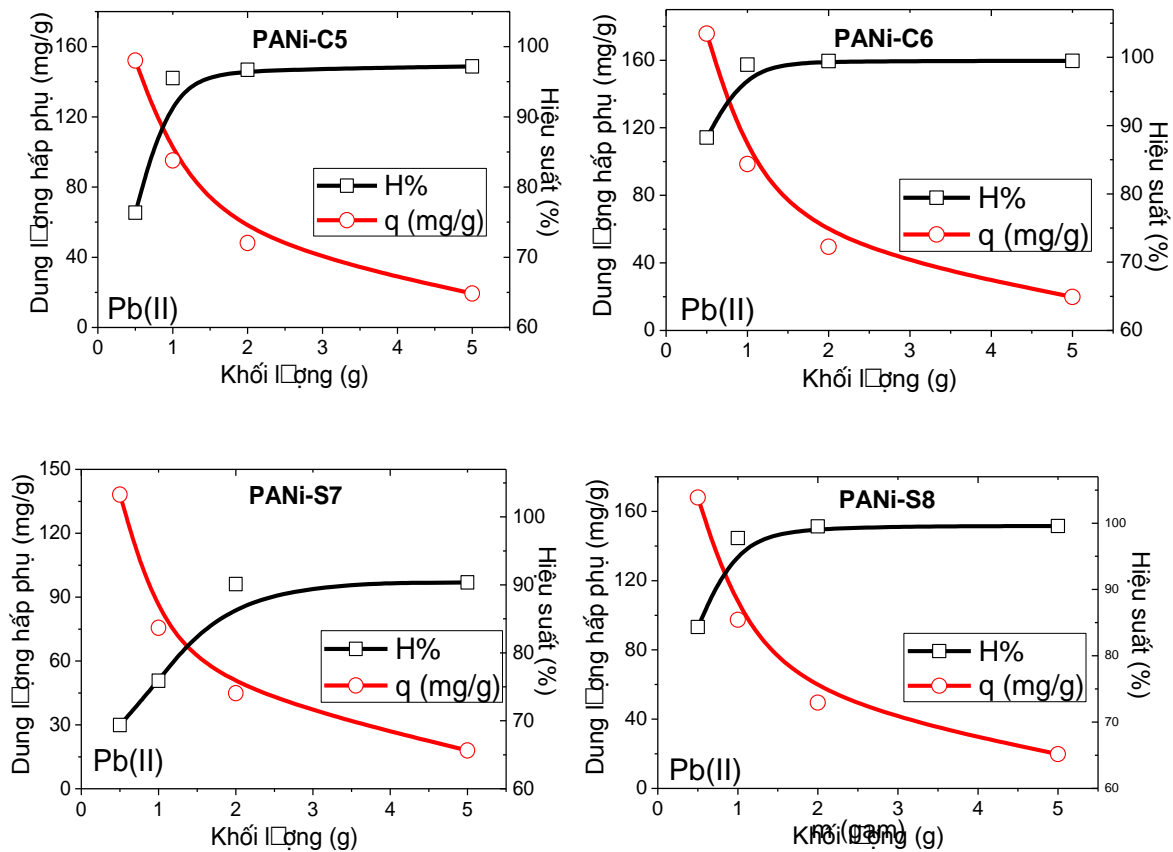 PANi-C5
Dung l□ợng hấp phụ (mg/g)
160
120
80
40
0
100
90
80
70
60
Hiệu suất (%)
H%
q (mg/g)
Pb(II)
0 1 2 3 4 5
Khối l□ợng (g)
PANi-C6
Dung l□ợng hấp phụ (mg/g)
200
160
120
80
40
0
100
90
80
70
60
Hiệu suất (%)
H%
q (mg/g)
Pb(II)
0 1 2 3 4 5
Khối l□ợng (g)
PANi-S7
Dung l□ợng hấp phụ (mg/g)
150
120
90
60
30
0
100
90
80
70
60
Hiệu suất (%)
H%
q (mg/g)
Pb(II)
0 1 2 3 4 5
Khối l□ợng (g)
PANi-S8
Dung l□ợng hấp phụ (mg/g)
160
120
80
40
0
100
90
80
70
60
Hiệu suất (%)
H%
q (mg/g)
Pb(II)
0 1 2 3 4 5
m (gam)
Khối l□ợng (g)